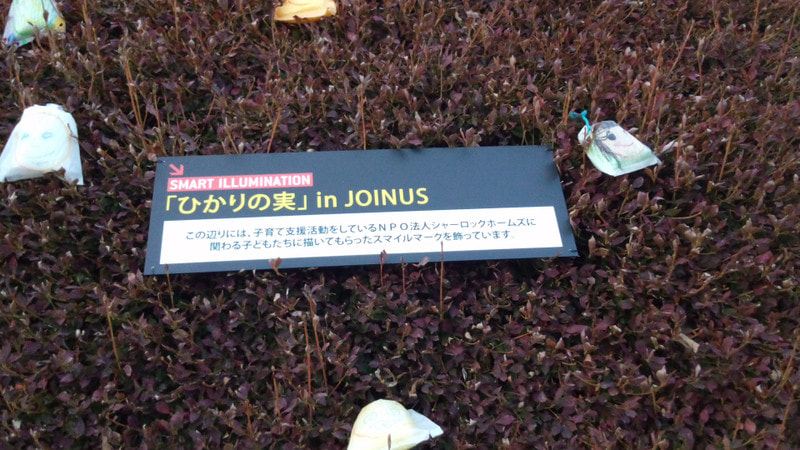 SMART ILLUMINATION
「ひかりの実」 in JOINUS
この辺りには、子育て支援活動をしているNPO法人シャーロックホームズに
関わる子どもたちに描いてもらったスマイルマークを飾っています.